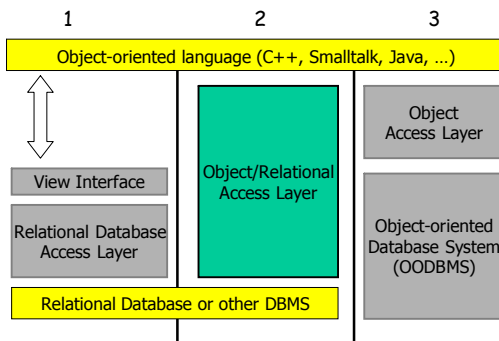 1 2 3
Object-oriented language (C++, Smalltalk, Java, ...)
View Interface
Relational Database
Access Layer
Object/Relational
Access Layer
Object
Access Layer
Object-oriented
Database System
(OODBMS)
Relational Database or other DBMS